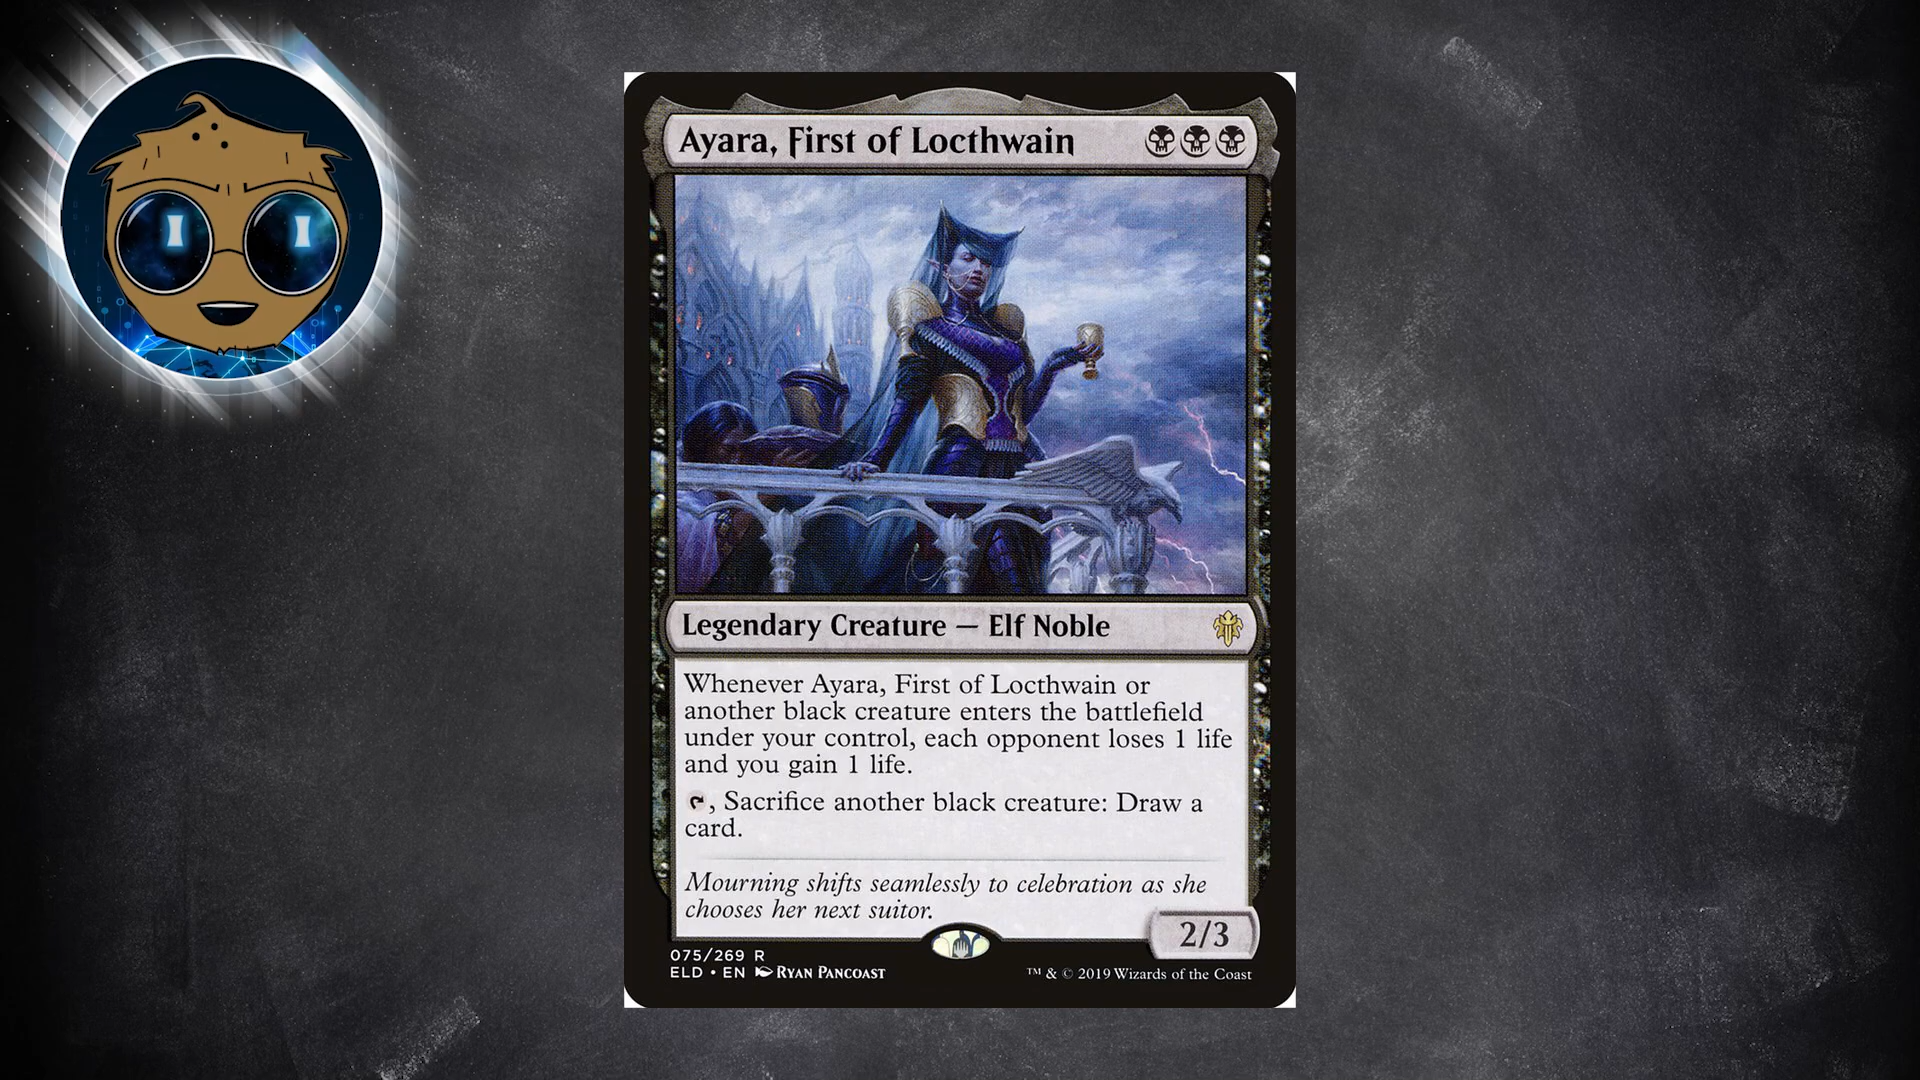 Ayara, First of Locthwain
Legendary Creature — Elf Noble
Whenever Ayara, First of Locthwain or
another black creature enters the battlefield
under your control, each opponent loses 1 life
and you gain 1 life.
, Sacrifice another black creature: Draw a
card.
Mourning shifts seamlessly to celebration as she
chooses her next suitor.
2/3
075/269 R
ELD • EN Ryan Pancoast
™ & © 2019 Wizards of the Coast